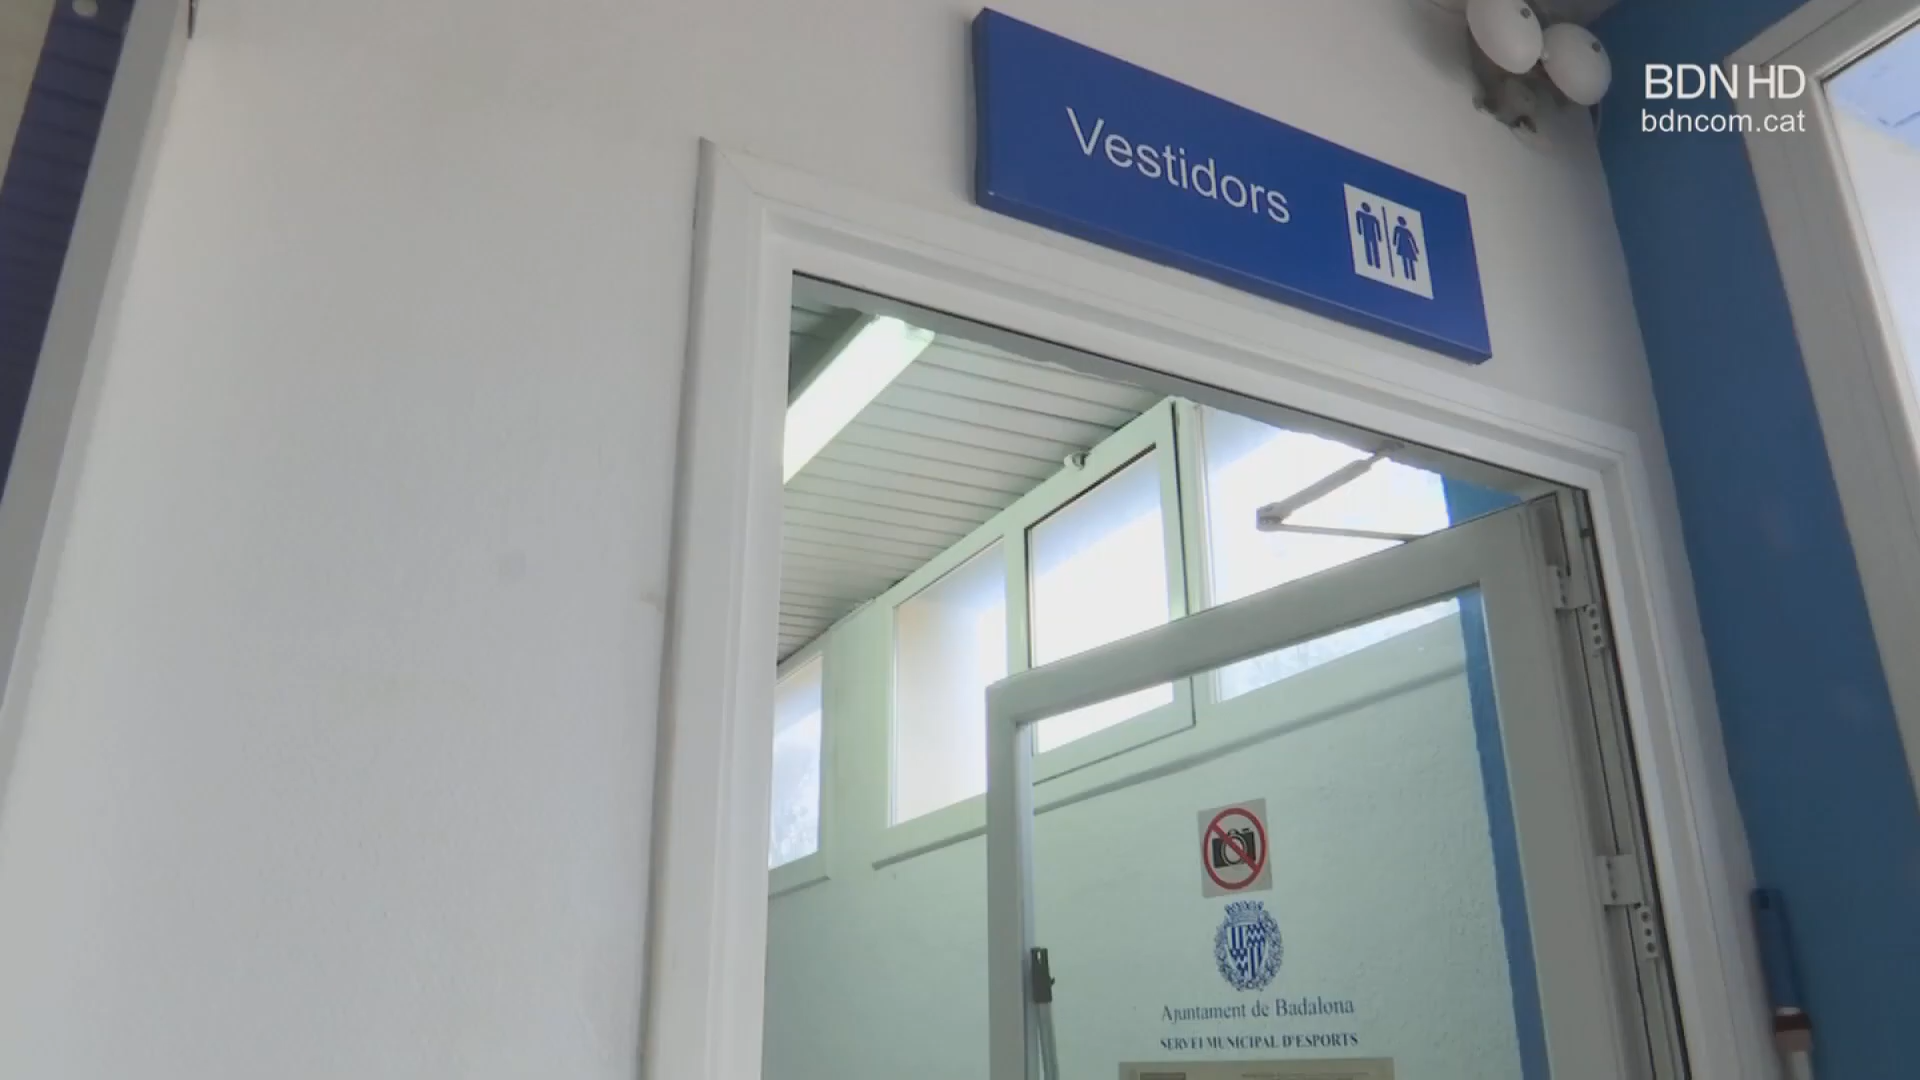 BDN HD
bdncom.cat
Vestidors
Ajuntament de Badalona
SERVEI MUNICIPAL D'ESPORTS